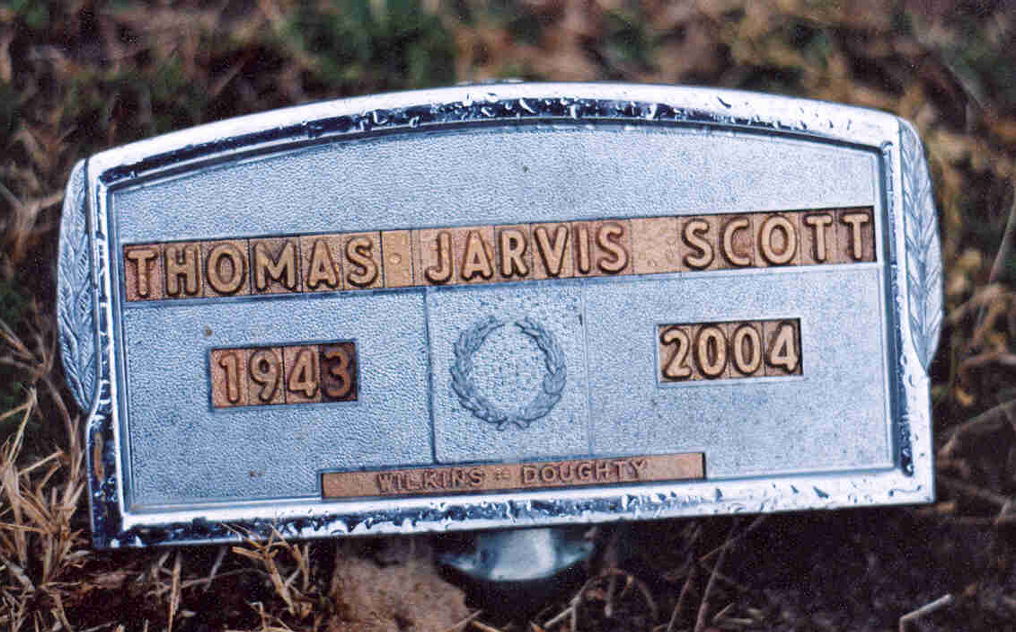 THOMAS JARVIS SCOTT
1943 2004
WILKINS - DOUGHTY